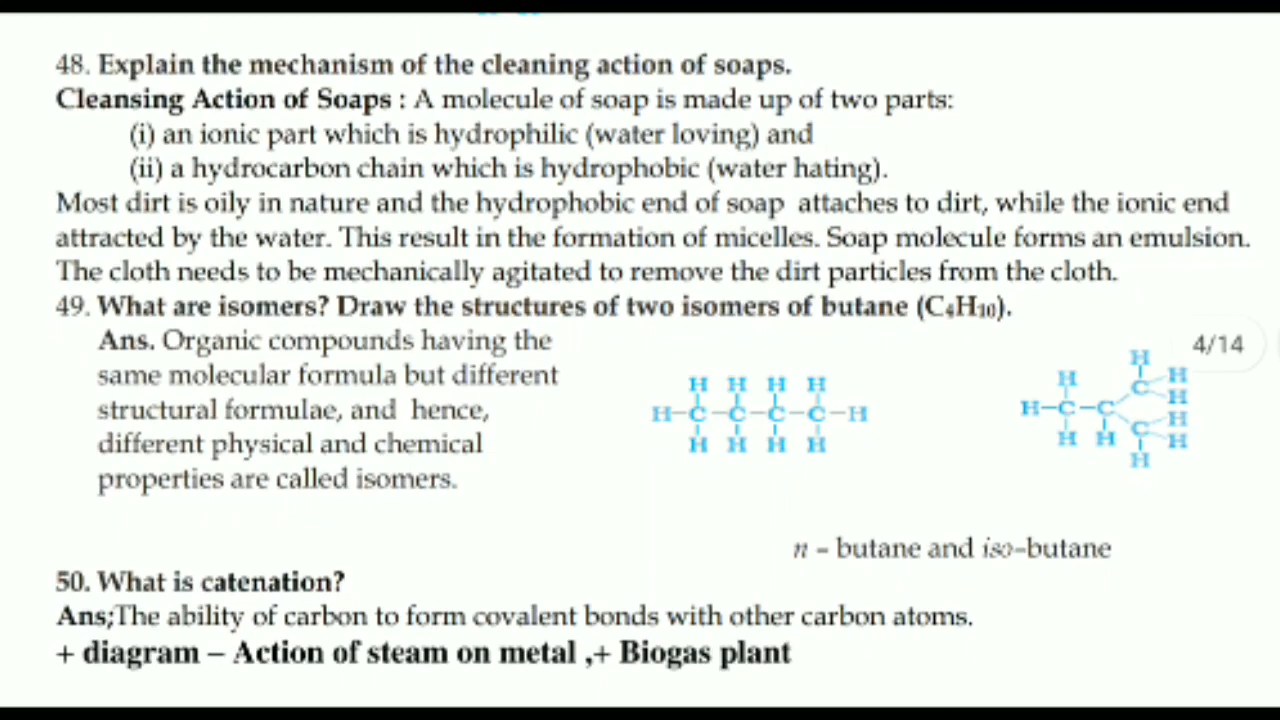 48. Explain the mechanism of the cleaning action of soaps.
Cleansing Action of Soaps : A molecule of soap is made up of two parts:
(i) an ionic part which is hydrophilic (water loving) and
(ii) a hydrocarbon chain which is hydrophobic (water hating).
Most dirt is oily in nature and the hydrophobic end of soap attaches to dirt, while the ionic end
attracted by the water. This result in the formation of micelles. Soap molecule forms an emulsion.
The cloth needs to be mechanically agitated to remove the dirt particles from the cloth.
49. What are isomers? Draw the structures of two isomers of butane (C₄H₁₀).
Ans. Organic compounds having the
same molecular formula but different
structural formulae, and hence,
different physical and chemical
properties are called isomers.
H H H H
H-C-C-C-C-H
H H H H
4/14
H
H C-H
H
H-C-C
H
H H C-H
H
n – butane and iso-butane
50. What is catenation?
Ans;The ability of carbon to form covalent bonds with other carbon atoms.
+ diagram – Action of steam on metal ,+ Biogas plant